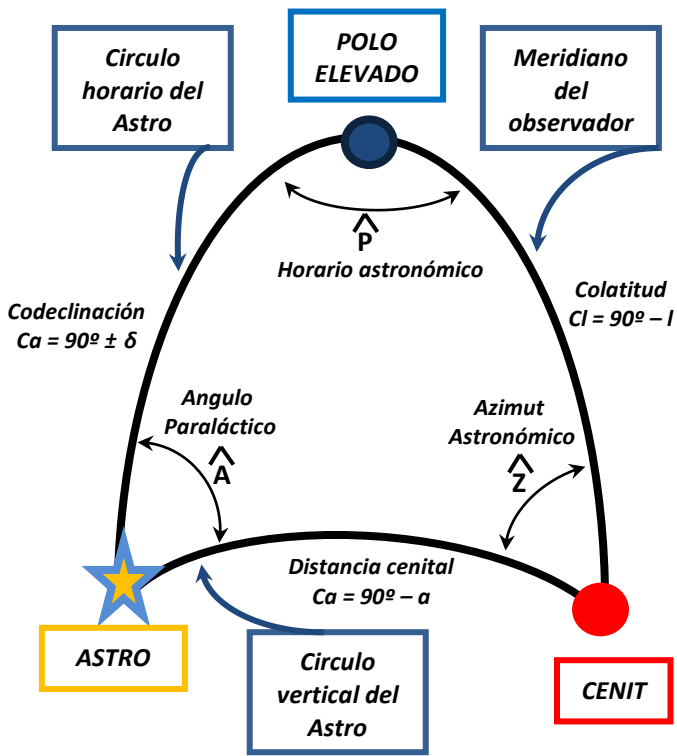 Circulo
horario del
Astro
POLO
ELEVADO
Meridiano
del
observador
P
Horario astronómico
Codeclinación
Ca = 90º ± δ
Colatitud
Cl = 90º – l
Angulo
Paraláctico
A
Azimut
Astronómico
Z
Distancia cenital
Ca = 90º – a
ASTRO
Circulo
vertical del
Astro
CENIT